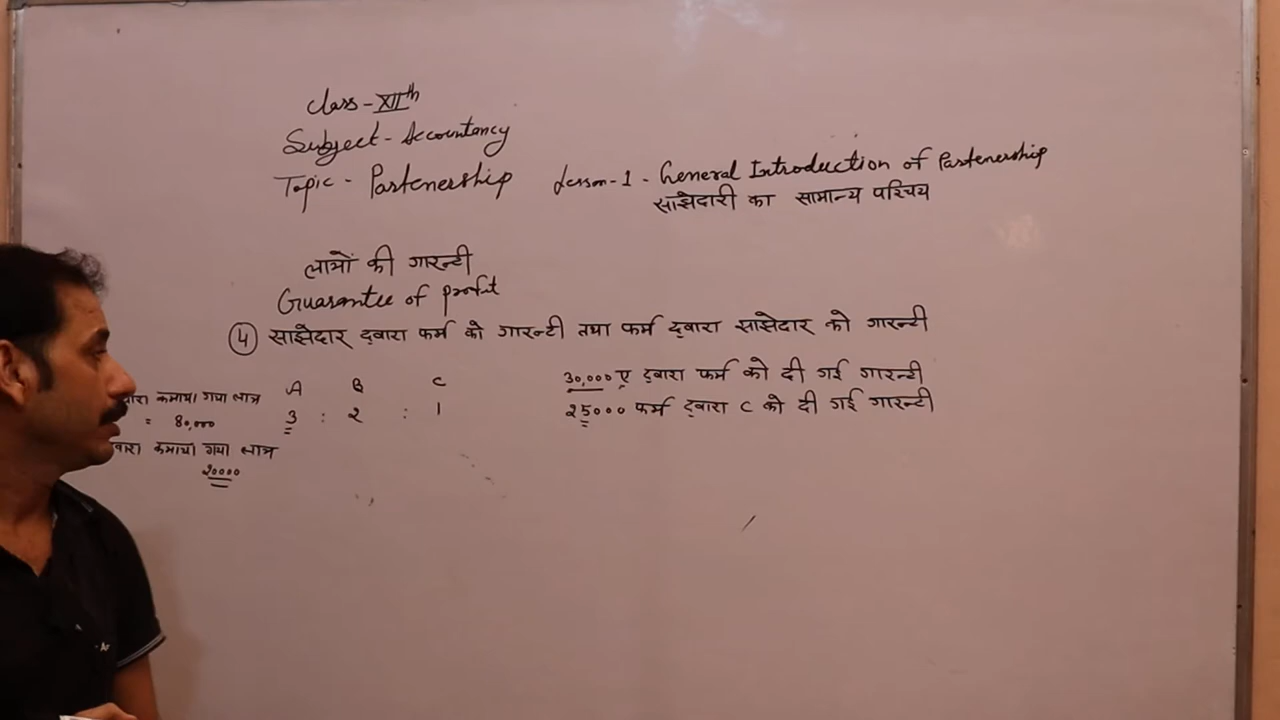 Class-XIIth
Subject-Accountancy
Topic - Partenership
Lesson-1 - General Introduction of Partenership
साझेदारी का सामान्य परिचय
लाभों की गारन्टी
Guarantee of profit
4 साझेदार द्वारा फर्म को गारन्टी तथा फर्म द्वारा साझेदार को गारन्टी
कमाया गया लाभ
= 80,000
कमाया गया लाभ
20000
A B C
3 : 2 : 1
30,000 ए द्वारा फर्म को दी गई गारन्टी
25000 फर्म द्वारा C को दी गई गारन्टी